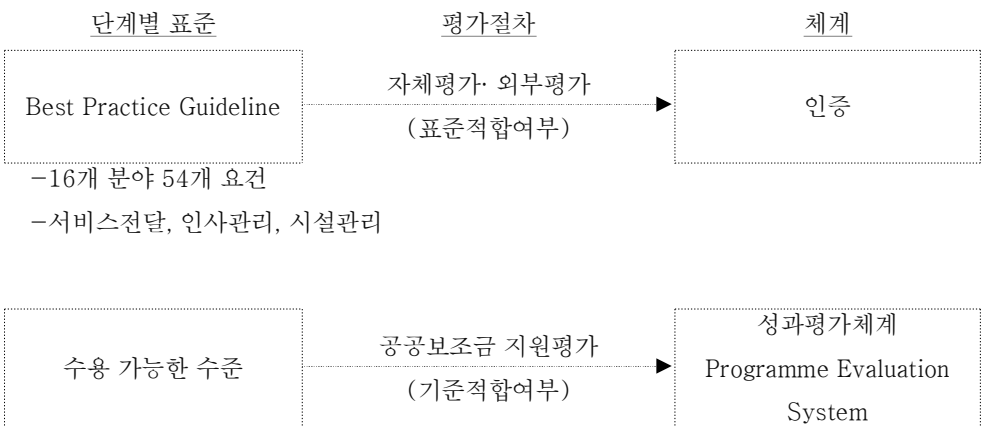 단계별 표준 평가절차 체계
Best Practice Guideline
자체평가· 외부평가
(표준적합여부)
인증
-16개 분야 54개 요건
-서비스전달, 인사관리, 시설관리
수용 가능한 수준
공공보조금 지원평가
(기준적합여부)
성과평가체계
Programme Evaluation
System